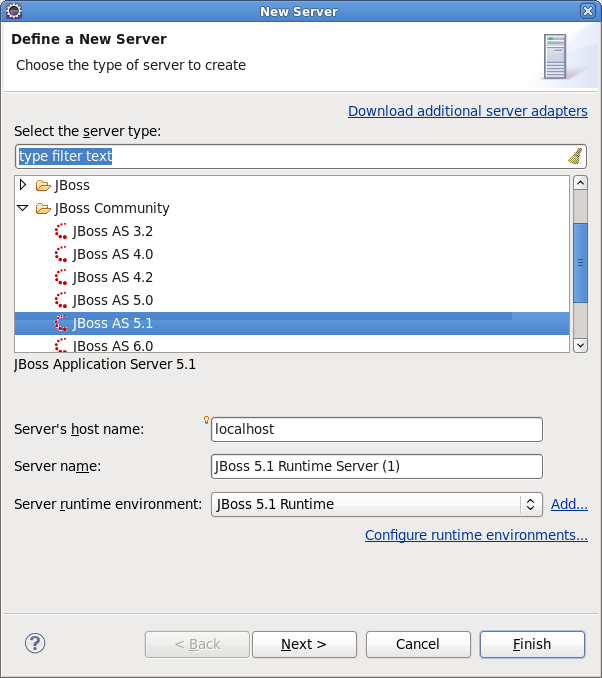 New Server
Define a New Server
Choose the type of server to create
Download additional server adapters
Select the server type:
type filter text
JBoss
JBoss Community
JBoss AS 3.2
JBoss AS 4.0
JBoss AS 4.2
JBoss AS 5.0
JBoss AS 5.1
JBoss AS 6.0
JBoss Application Server 5.1
Server's host name: localhost
Server name: JBoss 5.1 Runtime Server (1)
Server runtime environment: JBoss 5.1 Runtime Add...
Configure runtime environments...
? < Back Next > Cancel Finish